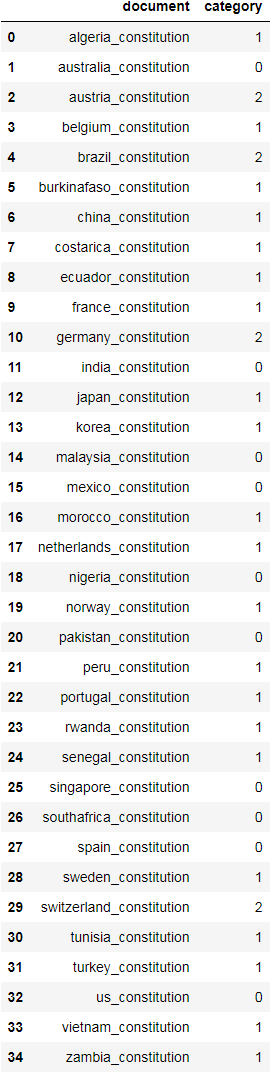 document category
0 algeria_constitution 1
1 australia_constitution 0
2 austria_constitution 2
3 belgium_constitution 1
4 brazil_constitution 2
5 burkinafaso_constitution 1
6 china_constitution 1
7 costarica_constitution 1
8 ecuador_constitution 1
9 france_constitution 1
10 germany_constitution 2
11 india_constitution 0
12 japan_constitution 1
13 korea_constitution 1
14 malaysia_constitution 0
15 mexico_constitution 0
16 morocco_constitution 1
17 netherlands_constitution 1
18 nigeria_constitution 0
19 norway_constitution 1
20 pakistan_constitution 0
21 peru_constitution 1
22 portugal_constitution 1
23 rwanda_constitution 1
24 senegal_constitution 1
25 singapore_constitution 0
26 southafrica_constitution 0
27 spain_constitution 0
28 sweden_constitution 1
29 switzerland_constitution 2
30 tunisia_constitution 1
31 turkey_constitution 1
32 us_constitution 0
33 vietnam_constitution 1
34 zambia_constitution 1